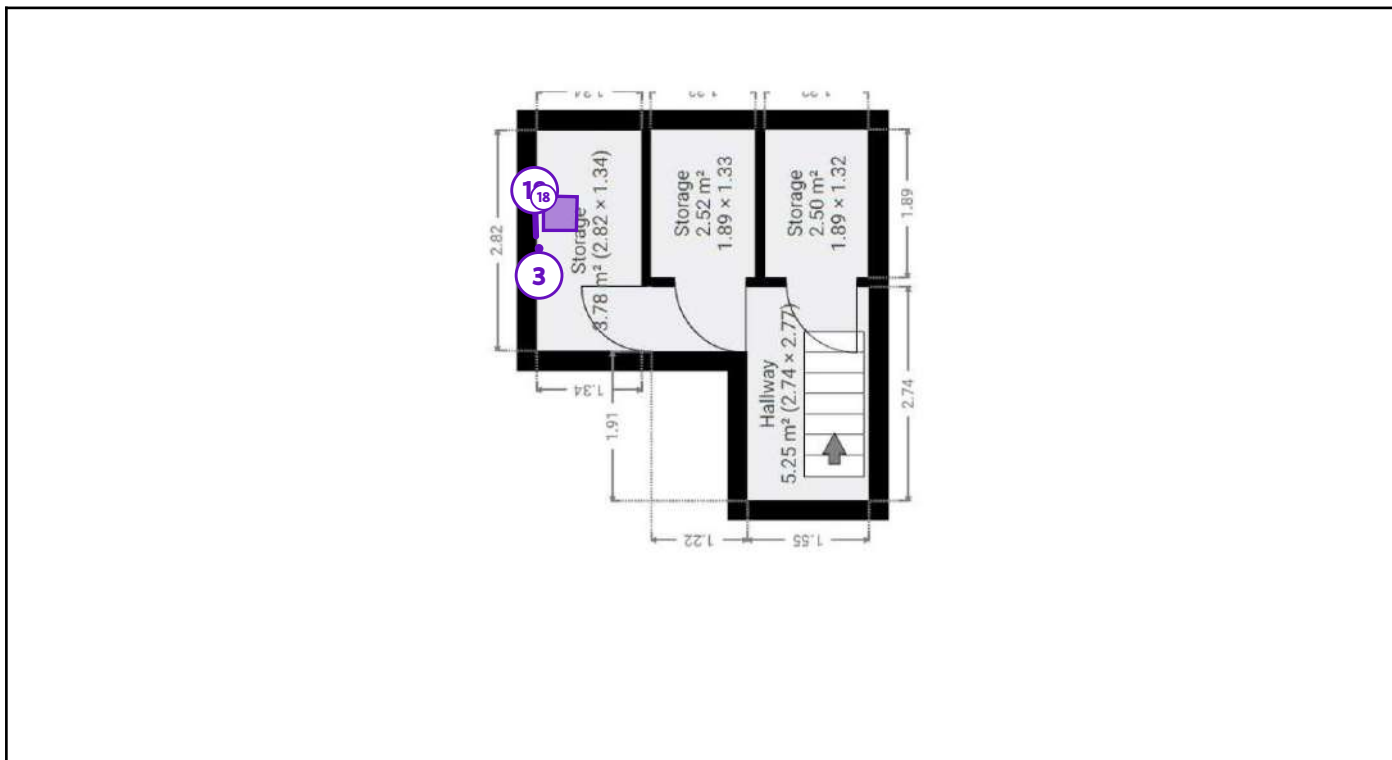 Storage
3.78 m² (2.82 × 1.34)
Storage
2.52 m²
1.89 × 1.33
Storage
2.50 m²
1.89 × 1.32
Hallway
5.25 m² (2.74 × 2.77)
2.82
1.89
2.74
1.34
1.91
1.22
1.55
18
3